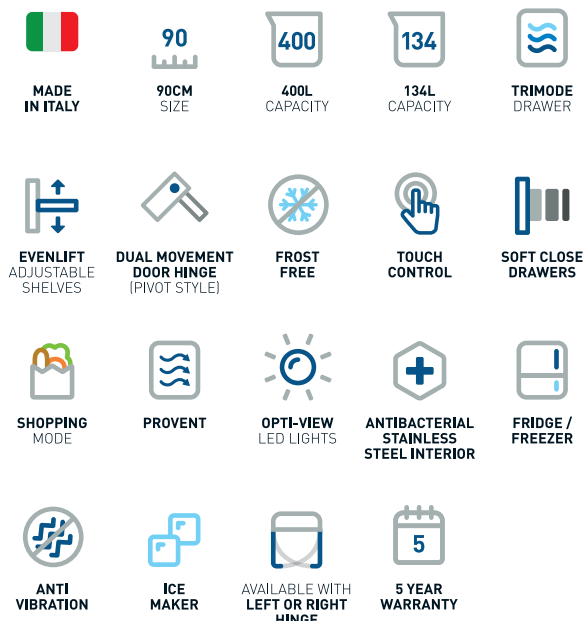 90
400
134
MADE
IN ITALY
90CM
SIZE
400L
CAPACITY
134L
CAPACITY
TRIMODE
DRAWER
EVENLIFT
ADJUSTABLE
SHELVES
DUAL MOVEMENT
DOOR HINGE
(PIVOT STYLE)
FROST
FREE
TOUCH
CONTROL
SOFT CLOSE
DRAWERS
SHOPPING
MODE
PROVENT
OPTI-VIEW
LED LIGHTS
ANTIBACTERIAL
STAINLESS
STEEL INTERIOR
FRIDGE /
FREEZER
5
ANTI
VIBRATION
ICE
MAKER
AVAILABLE WITH
LEFT OR RIGHT
HINGE
5 YEAR
WARRANTY